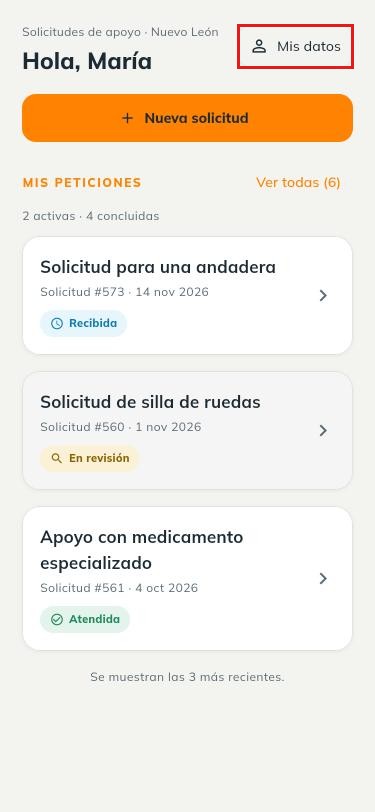 Solicitudes de apoyo · Nuevo León
Hola, María
Mis datos
Nueva solicitud
MIS PETICIONES
Ver todas (6)
2 activas · 4 concluidas
Solicitud para una andadera
Solicitud #573 · 14 nov 2026
Recibida
Solicitud de silla de ruedas
Solicitud #560 · 1 nov 2026
En revisión
Apoyo con medicamento
especializado
Solicitud #561 · 4 oct 2026
Atendida
Se muestran las 3 más recientes.